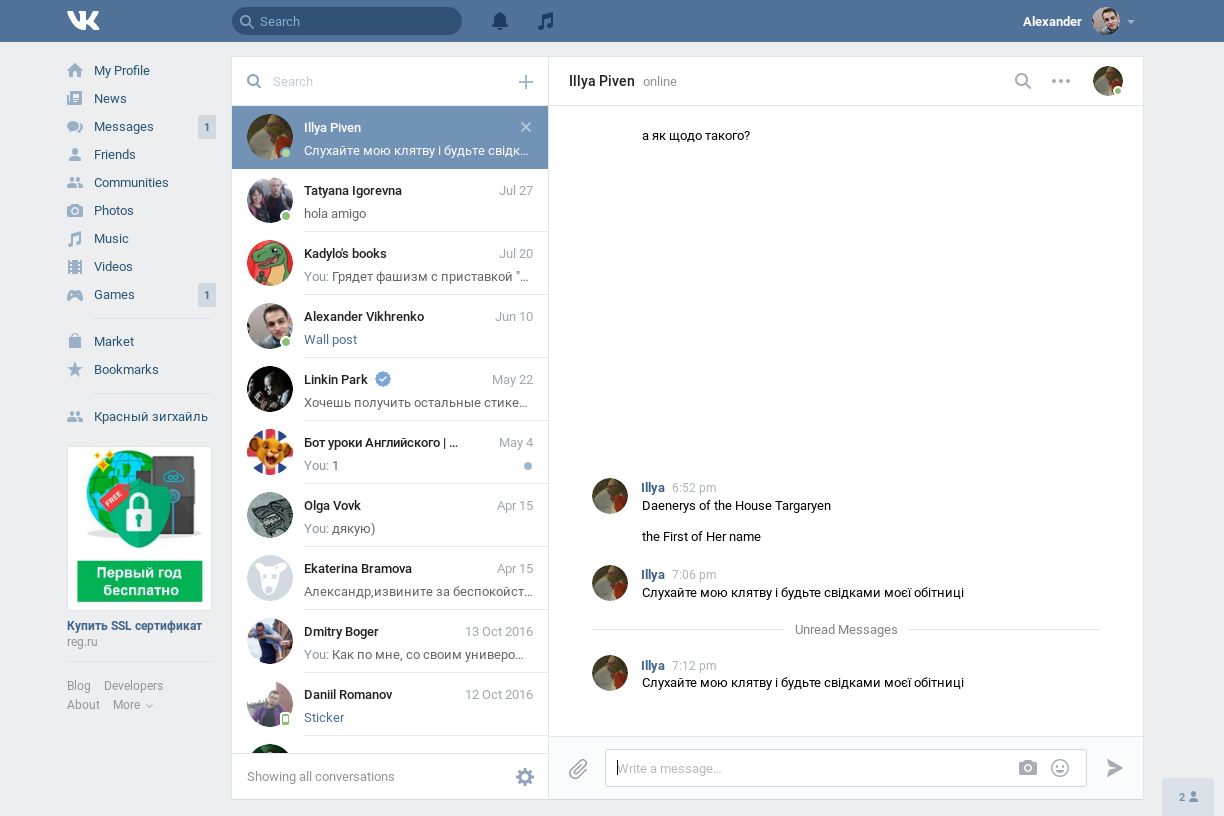 Search
Alexander
My Profile
News
Messages 1
Friends
Communities
Photos
Music
Videos
Games 1
Market
Bookmarks
Красный зигхайль
FREE
Первый год
бесплатно
Купить SSL сертификат
reg.ru
Blog Developers
About More
Search
Illya Piven
Слухайте мою клятву і будьте свідк...
Tatyana Igorevna Jul 27
hola amigo
Kadylo's books Jul 20
You: Грядет фашизм с приставкой "...
Alexander Vikhrenko Jun 10
Wall post
Linkin Park May 22
Хочешь получить остальные стике...
Бот уроки Английского | ... May 4
You: 1
Olga Vovk Apr 15
You: дякую)
Ekaterina Bramova Apr 15
Александр,извините за беспокойст...
Dmitry Boger 13 Oct 2016
You: Как по мне, со своим универо...
Daniil Romanov 12 Oct 2016
Sticker
Showing all conversations
Illya Piven online
а як щодо такого?
Illya 6:52 pm
Daenerys of the House Targaryen
the First of Her name
Illya 7:06 pm
Слухайте мою клятву і будьте свідками моєї обітниці
Unread Messages
Illya 7:12 pm
Слухайте мою клятву і будьте свідками моєї обітниці
Write a message...
2